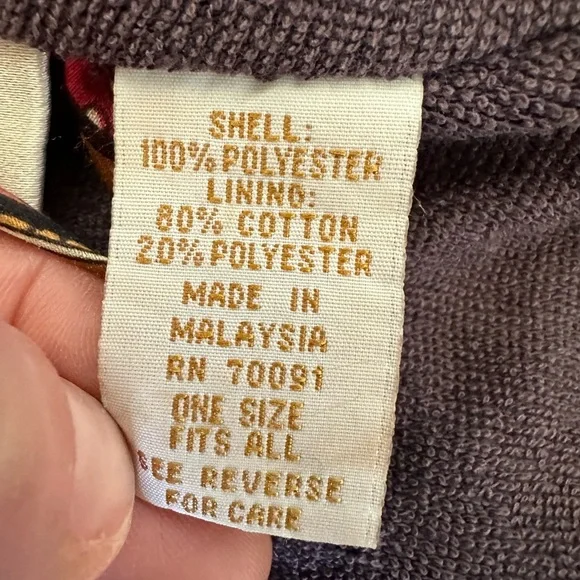 SHELL:
100% POLYESTER
LINING:
80% COTTON
20% POLYESTER
MADE IN
MALAYSIA
RN 70091
ONE SIZE
FITS ALL
SEE REVERSE
FOR CARE